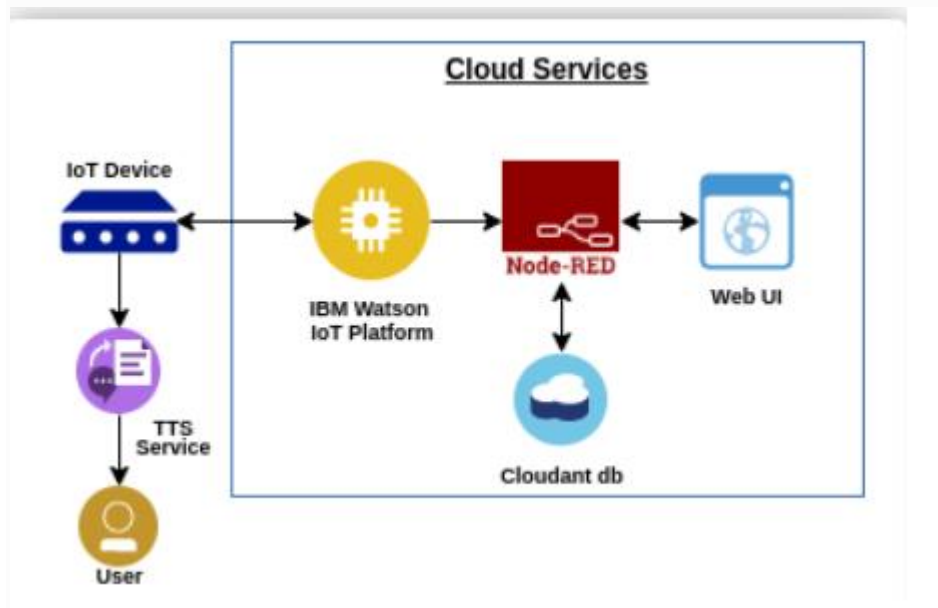 Cloud Services
IoT Device
Node-RED
IBM Watson
IoT Platform
Web UI
TTS
Service
Cloudant db
User